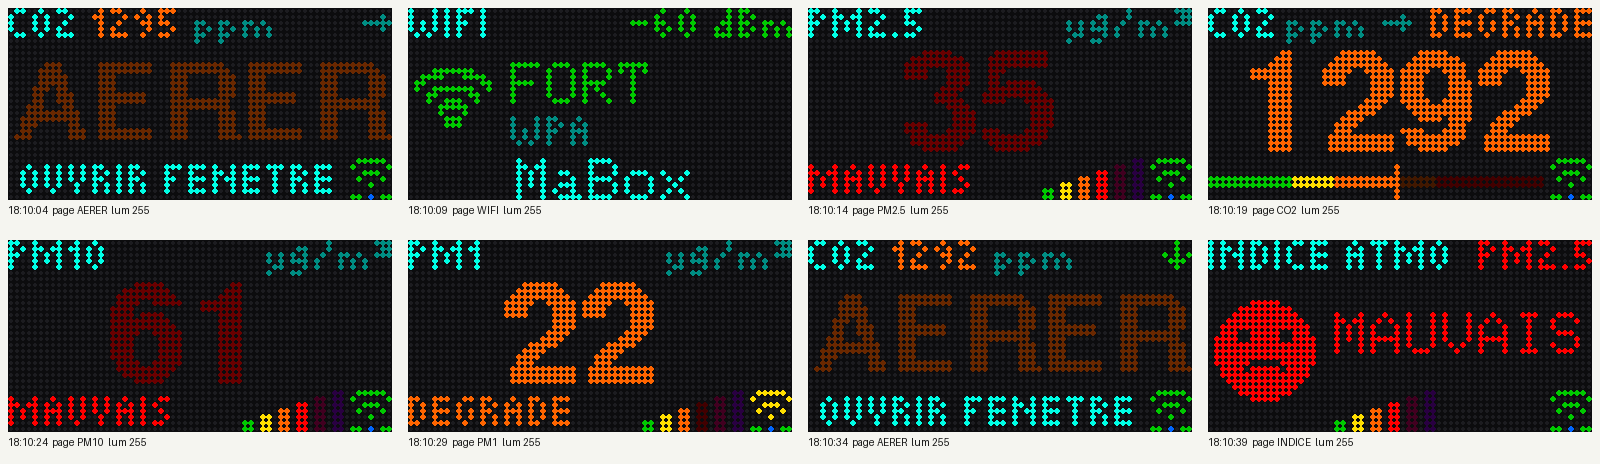 CO2 1295 ppm →
AERER
OUVRIR FENETRE
18:10:04 page AERER lum 255
WIFI -60 dBm
FORT
WPA
MaBox
18:10:09 page WIFI lum 255
PM2.5 µg/m³
35
MAUVAIS
18:10:14 page PM2.5 lum 255
CO2 ppm → DEGRADE
1292
18:10:19 page CO2 lum 255
PM10 µg/m³
61
MAUVAIS
18:10:24 page PM10 lum 255
PM1 µg/m³
22
DEGRADE
18:10:29 page PM1 lum 255
CO2 1292 ppm ↓
AERER
OUVRIR FENETRE
18:10:34 page AERER lum 255
INDICE ATMO PM2.5
MAUVAIS
18:10:39 page INDICE lum 255